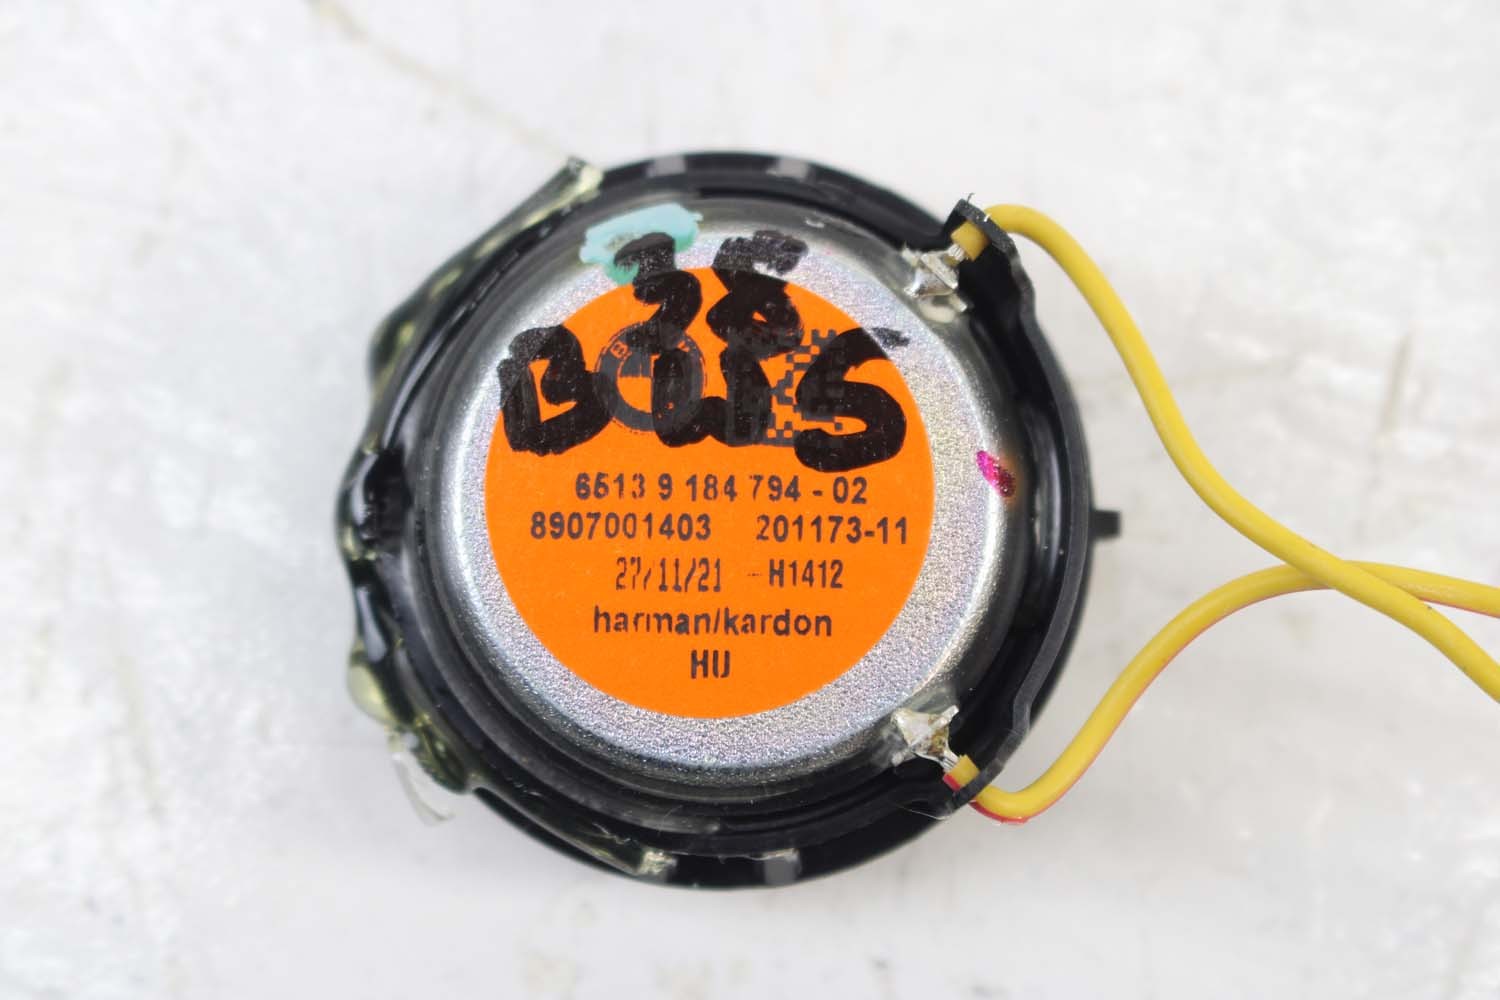 6513 9 184 794 - 02
8907001403 201173-11
27/11/21 - H1412
harman/kardon
HU